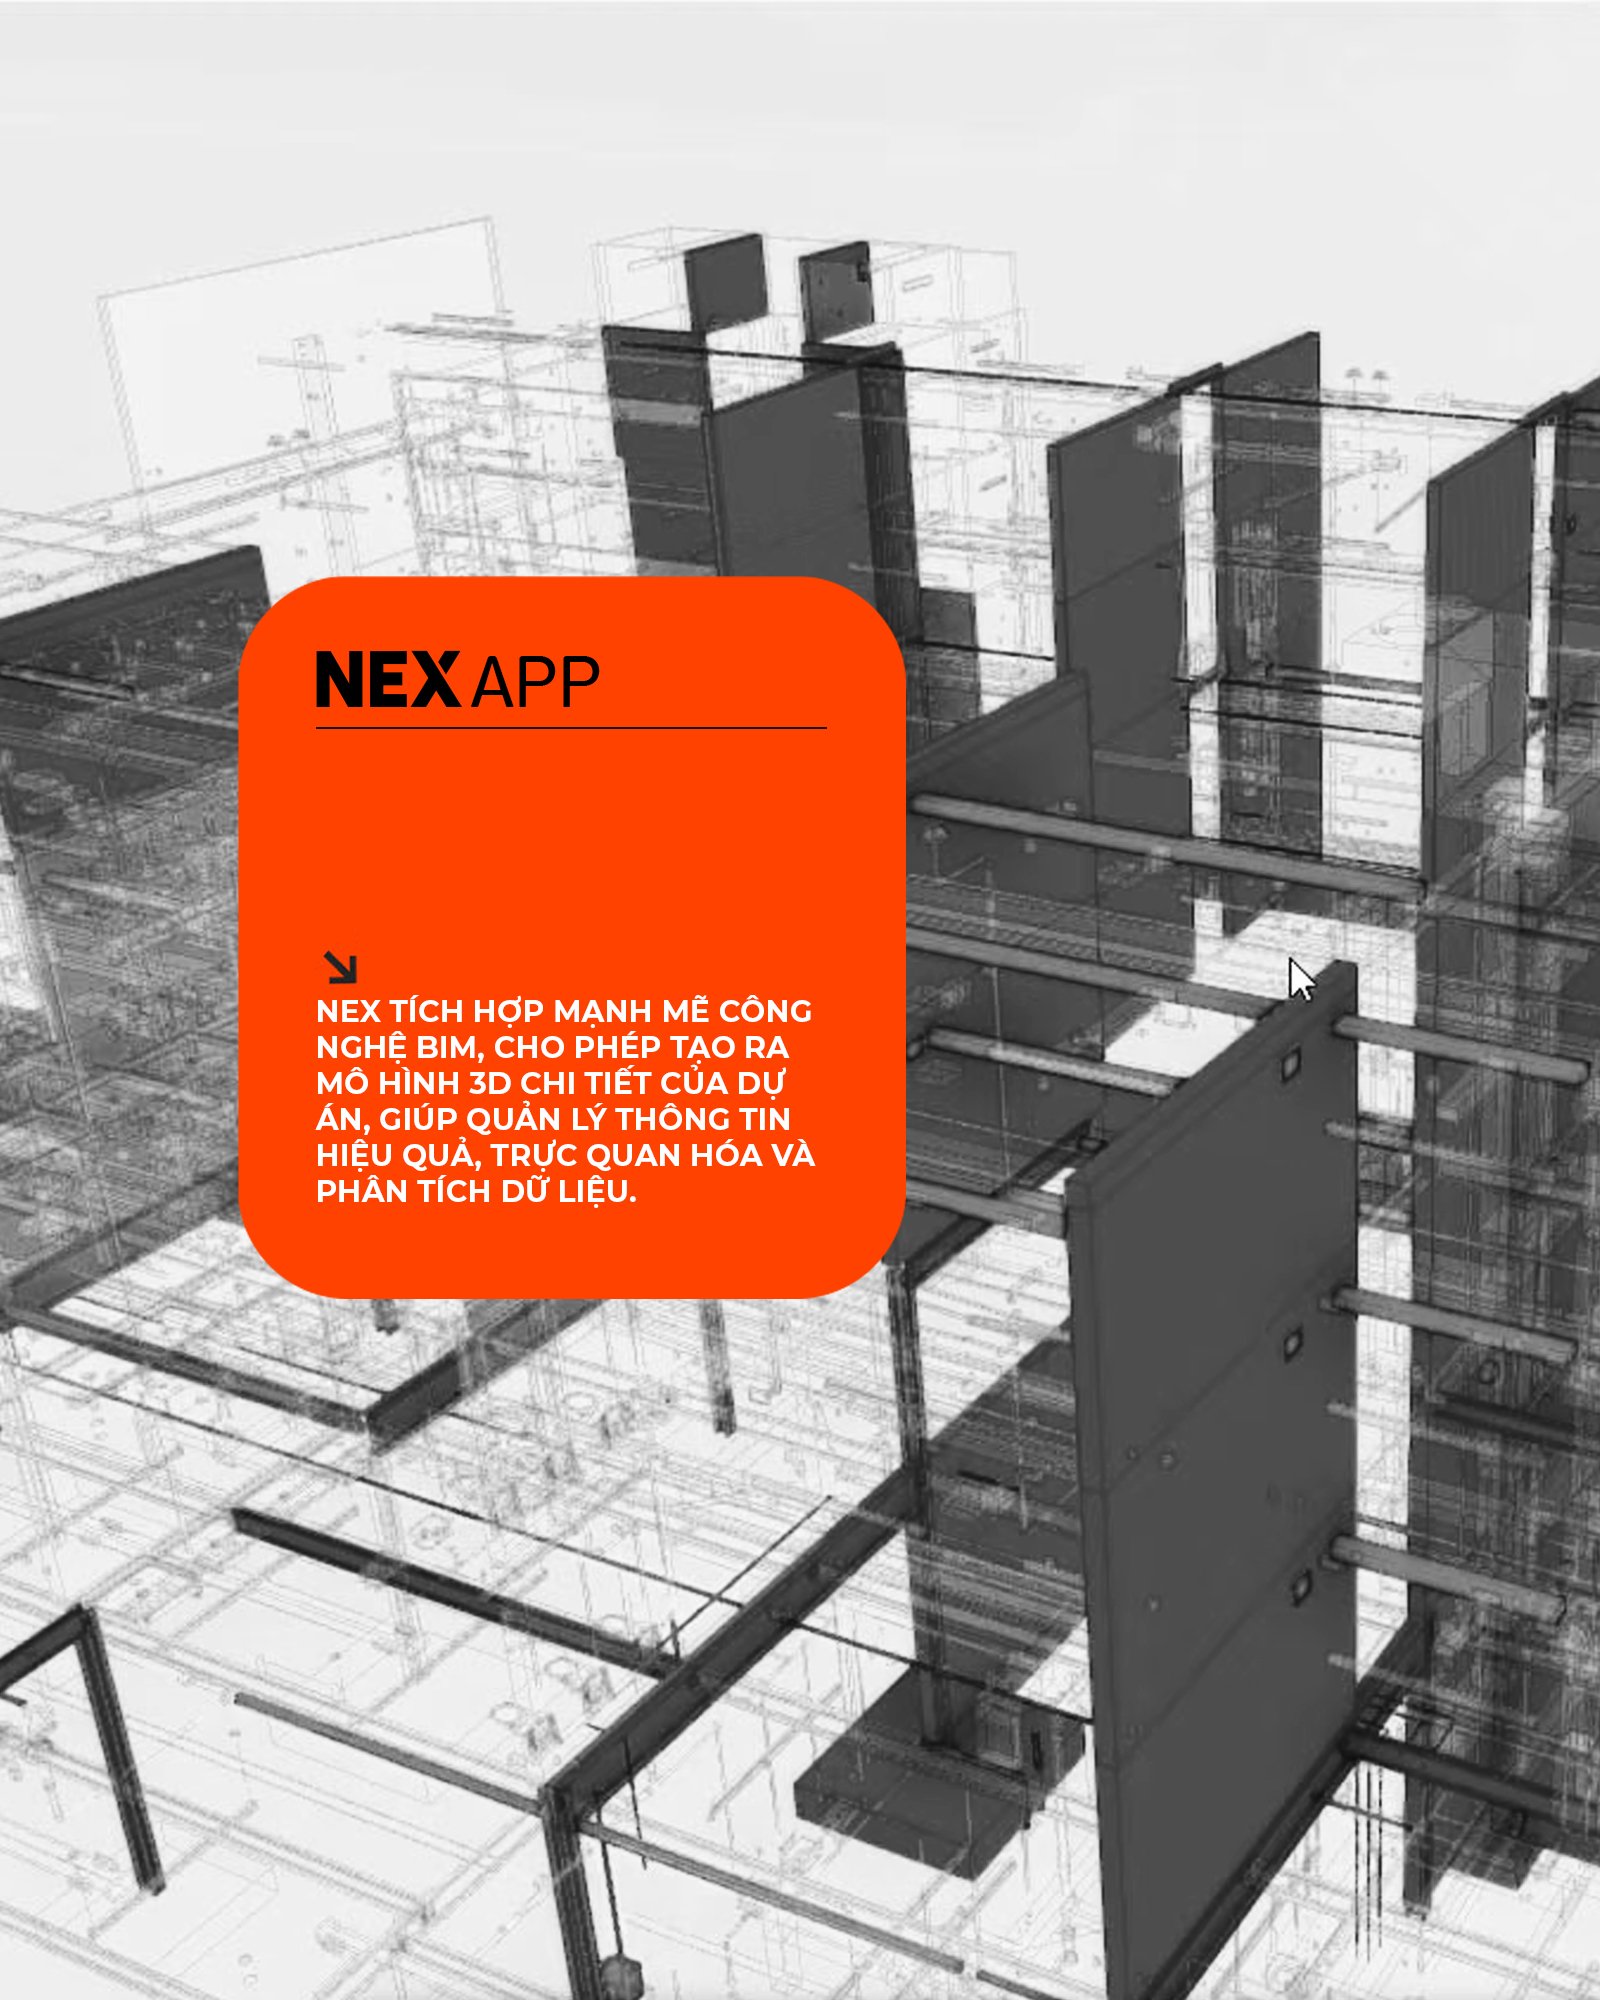 NEX APP
NEX TÍCH HỢP MẠNH MẼ CÔNG
NGHỆ BIM, CHO PHÉP TẠO RA
MÔ HÌNH 3D CHI TIẾT CỦA DỰ
ÁN, GIÚP QUẢN LÝ THÔNG TIN
HIỆU QUẢ, TRỰC QUAN HÓA VÀ
PHÂN TÍCH DỮ LIỆU.